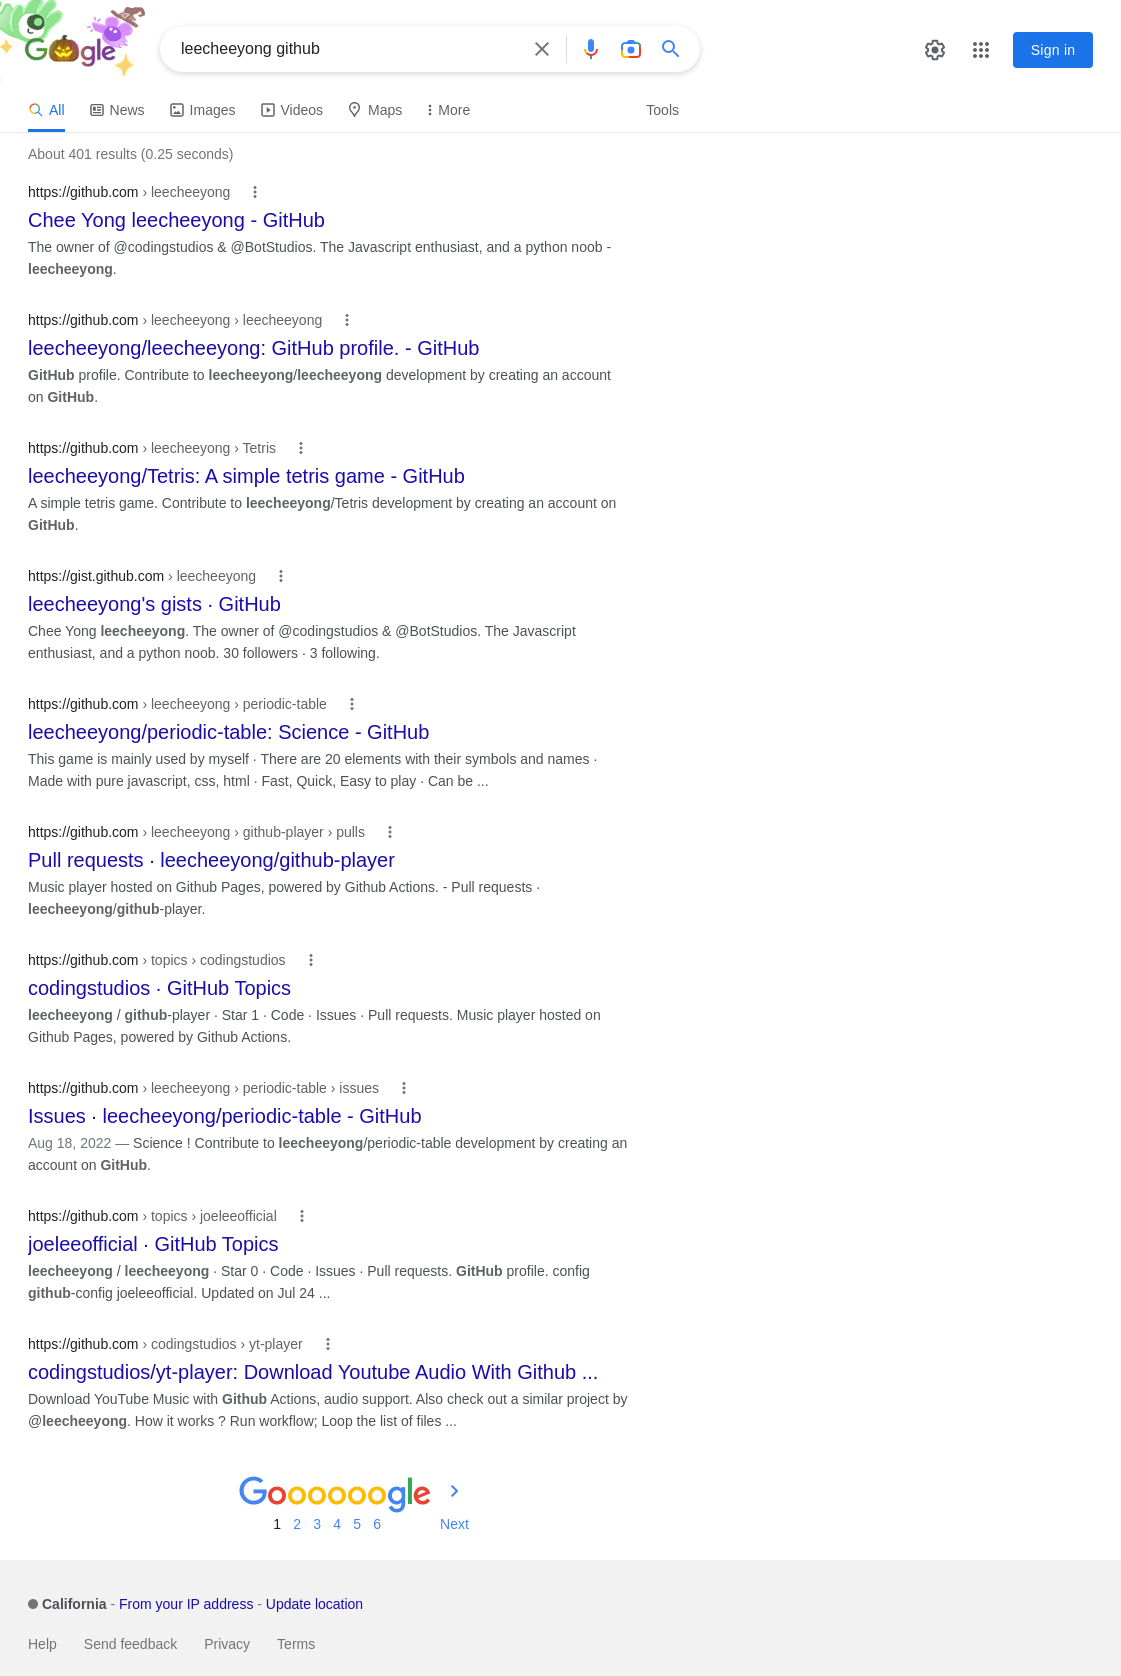 Google
leecheeyong github
Sign in
All
News
Images
Videos
Maps
More
Tools
About 401 results (0.25 seconds)
https://github.com › leecheeyong
Chee Yong leecheeyong - GitHub
The owner of @codingstudios & @BotStudios. The Javascript enthusiast, and a python noob -
leecheeyong.
https://github.com › leecheeyong › leecheeyong
leecheeyong/leecheeyong: GitHub profile. - GitHub
GitHub profile. Contribute to leecheeyong/leecheeyong development by creating an account
on GitHub.
https://github.com › leecheeyong › Tetris
leecheeyong/Tetris: A simple tetris game - GitHub
A simple tetris game. Contribute to leecheeyong/Tetris development by creating an account on
GitHub.
https://gist.github.com › leecheeyong
leecheeyong's gists · GitHub
Chee Yong leecheeyong. The owner of @codingstudios & @BotStudios. The Javascript
enthusiast, and a python noob. 30 followers · 3 following.
https://github.com › leecheeyong › periodic-table
leecheeyong/periodic-table: Science - GitHub
This game is mainly used by myself · There are 20 elements with their symbols and names ·
Made with pure javascript, css, html · Fast, Quick, Easy to play · Can be ...
https://github.com › leecheeyong › github-player › pulls
Pull requests · leecheeyong/github-player
Music player hosted on Github Pages, powered by Github Actions. - Pull requests ·
leecheeyong/github-player.
https://github.com › topics › codingstudios
codingstudios · GitHub Topics
leecheeyong / github-player · Star 1 · Code · Issues · Pull requests. Music player hosted on
Github Pages, powered by Github Actions.
https://github.com › leecheeyong › periodic-table › issues
Issues · leecheeyong/periodic-table - GitHub
Aug 18, 2022 — Science ! Contribute to leecheeyong/periodic-table development by creating an
account on GitHub.
https://github.com › topics › joeleeofficial
joeleeofficial · GitHub Topics
leecheeyong / leecheeyong · Star 0 · Code · Issues · Pull requests. GitHub profile. config
github-config joeleeofficial. Updated on Jul 24 ...
https://github.com › codingstudios › yt-player
codingstudios/yt-player: Download Youtube Audio With Github ...
Download YouTube Music with Github Actions, audio support. Also check out a similar project by
@leecheeyong. How it works ? Run workflow; Loop the list of files ...
Goooooogle
1 2 3 4 5 6 Next
California - From your IP address - Update location
Help Send feedback Privacy Terms